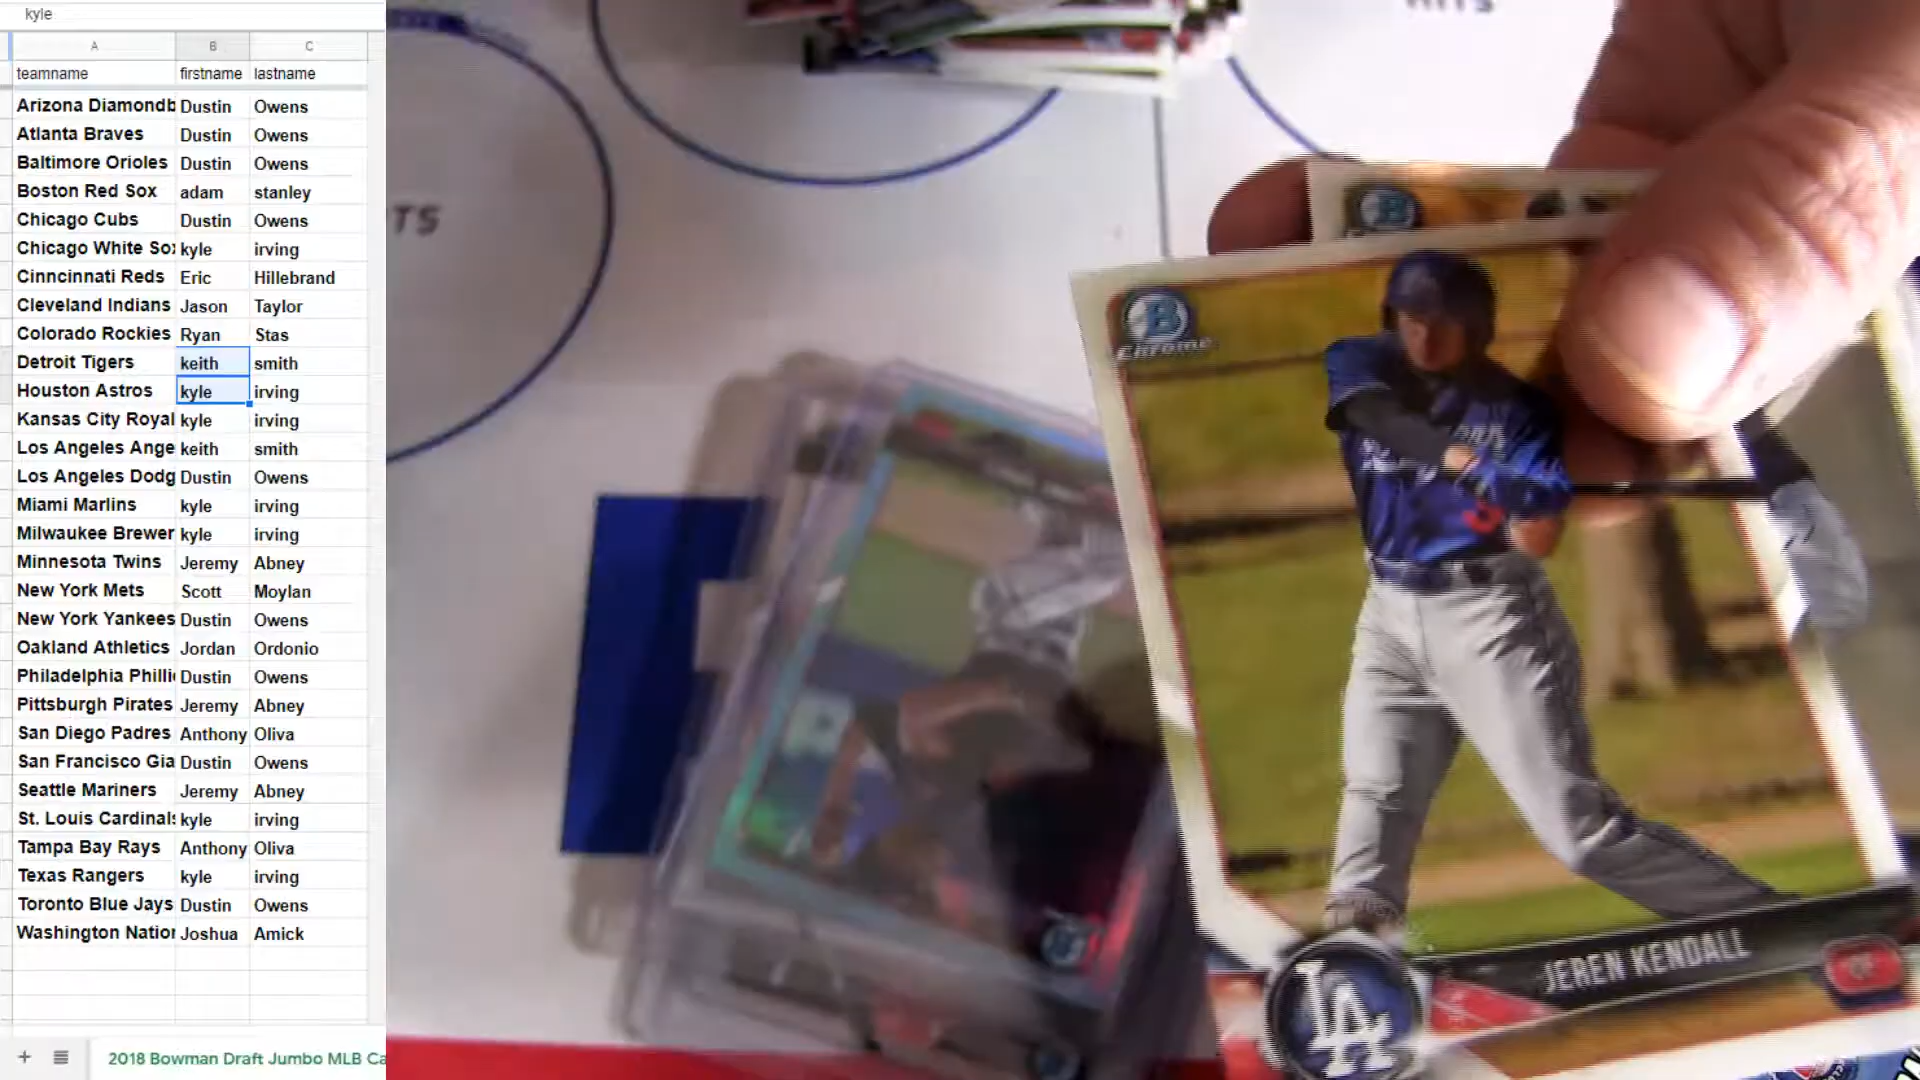 kyle
A B C
teamname firstname lastname
Arizona Diamondb Dustin Owens
Atlanta Braves Dustin Owens
Baltimore Orioles Dustin Owens
Boston Red Sox adam stanley
Chicago Cubs Dustin Owens
Chicago White Sox kyle irving
Cinncinnati Reds Eric Hillebrand
Cleveland Indians Jason Taylor
Colorado Rockies Ryan Stas
Detroit Tigers keith smith
Houston Astros kyle irving
Kansas City Royal kyle irving
Los Angeles Ange keith smith
Los Angeles Dodg Dustin Owens
Miami Marlins kyle irving
Milwaukee Brewer kyle irving
Minnesota Twins Jeremy Abney
New York Mets Scott Moylan
New York Yankees Dustin Owens
Oakland Athletics Jordan Ordonio
Philadelphia Philli Dustin Owens
Pittsburgh Pirates Jeremy Abney
San Diego Padres Anthony Oliva
San Francisco Gia Dustin Owens
Seattle Mariners Jeremy Abney
St. Louis Cardinals kyle irving
Tampa Bay Rays Anthony Oliva
Texas Rangers kyle irving
Toronto Blue Jays Dustin Owens
Washington Nation Joshua Amick
2018 Bowman Draft Jumbo MLB Ca
B
Chrome
JEREN KENDALL
LA